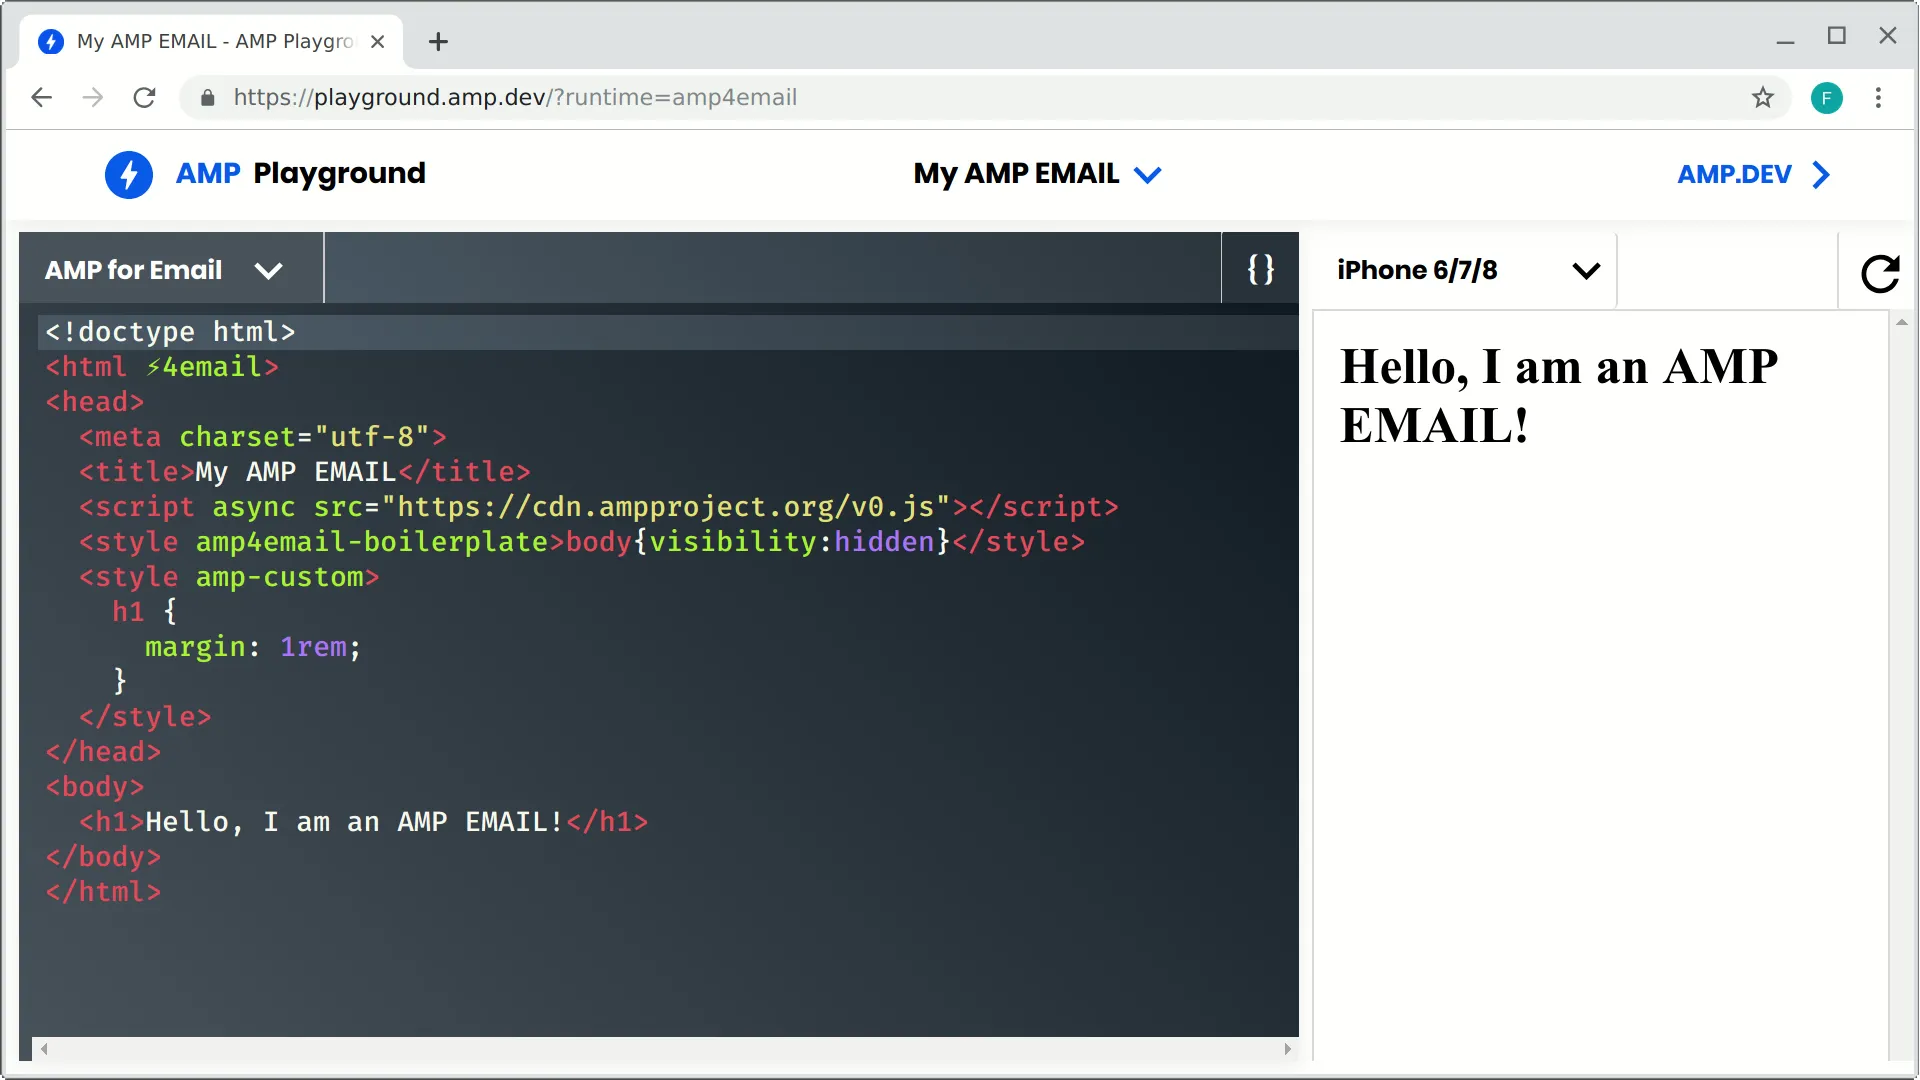 My AMP EMAIL - AMP Playgro
https://playground.amp.dev/?runtime=amp4email
F
AMP Playground
My AMP EMAIL
AMP.DEV
AMP for Email
{}
iPhone 6/7/8
<!doctype html>
<html ⚡4email>
<head>
  <meta charset="utf-8">
  <title>My AMP EMAIL</title>
  <script async src="https://cdn.ampproject.org/v0.js"></script>
  <style amp4email-boilerplate>body{visibility:hidden}</style>
  <style amp-custom>
    h1 {
      margin: 1rem;
    }
  </style>
</head>
<body>
  <h1>Hello, I am an AMP EMAIL!</h1>
</body>
</html>
Hello, I am an AMP
EMAIL!